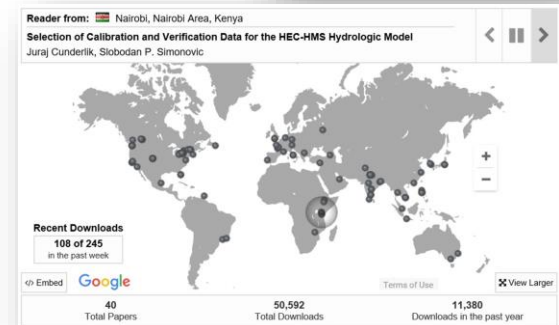 Reader from: Nairobi, Nairobi Area, Kenya
Selection of Calibration and Verification Data for the HEC-HMS Hydrologic Model
Juraj Cunderlik, Slobodan P. Simonovic
+
−
Recent Downloads
108 of 245
in the past week
</> Embed
Google
Terms of Use
View Larger
40
Total Papers
50,592
Total Downloads
11,380
Downloads in the past year